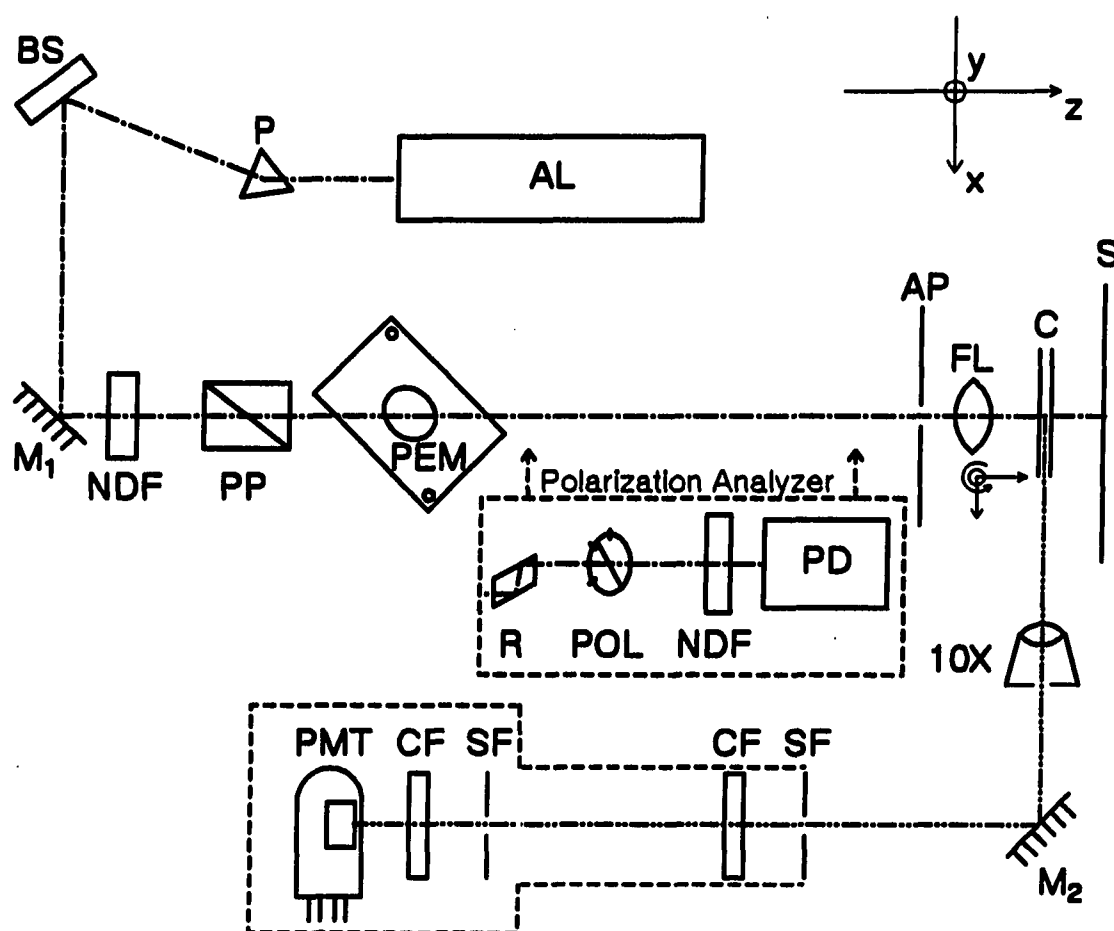 BS
y
z
x
P
AL
S
AP
C
FL
M₁
NDF
PP
PEM
Polarization Analyzer
PD
R
POL
NDF
10X
PMT
CF
SF
CF
SF
M₂